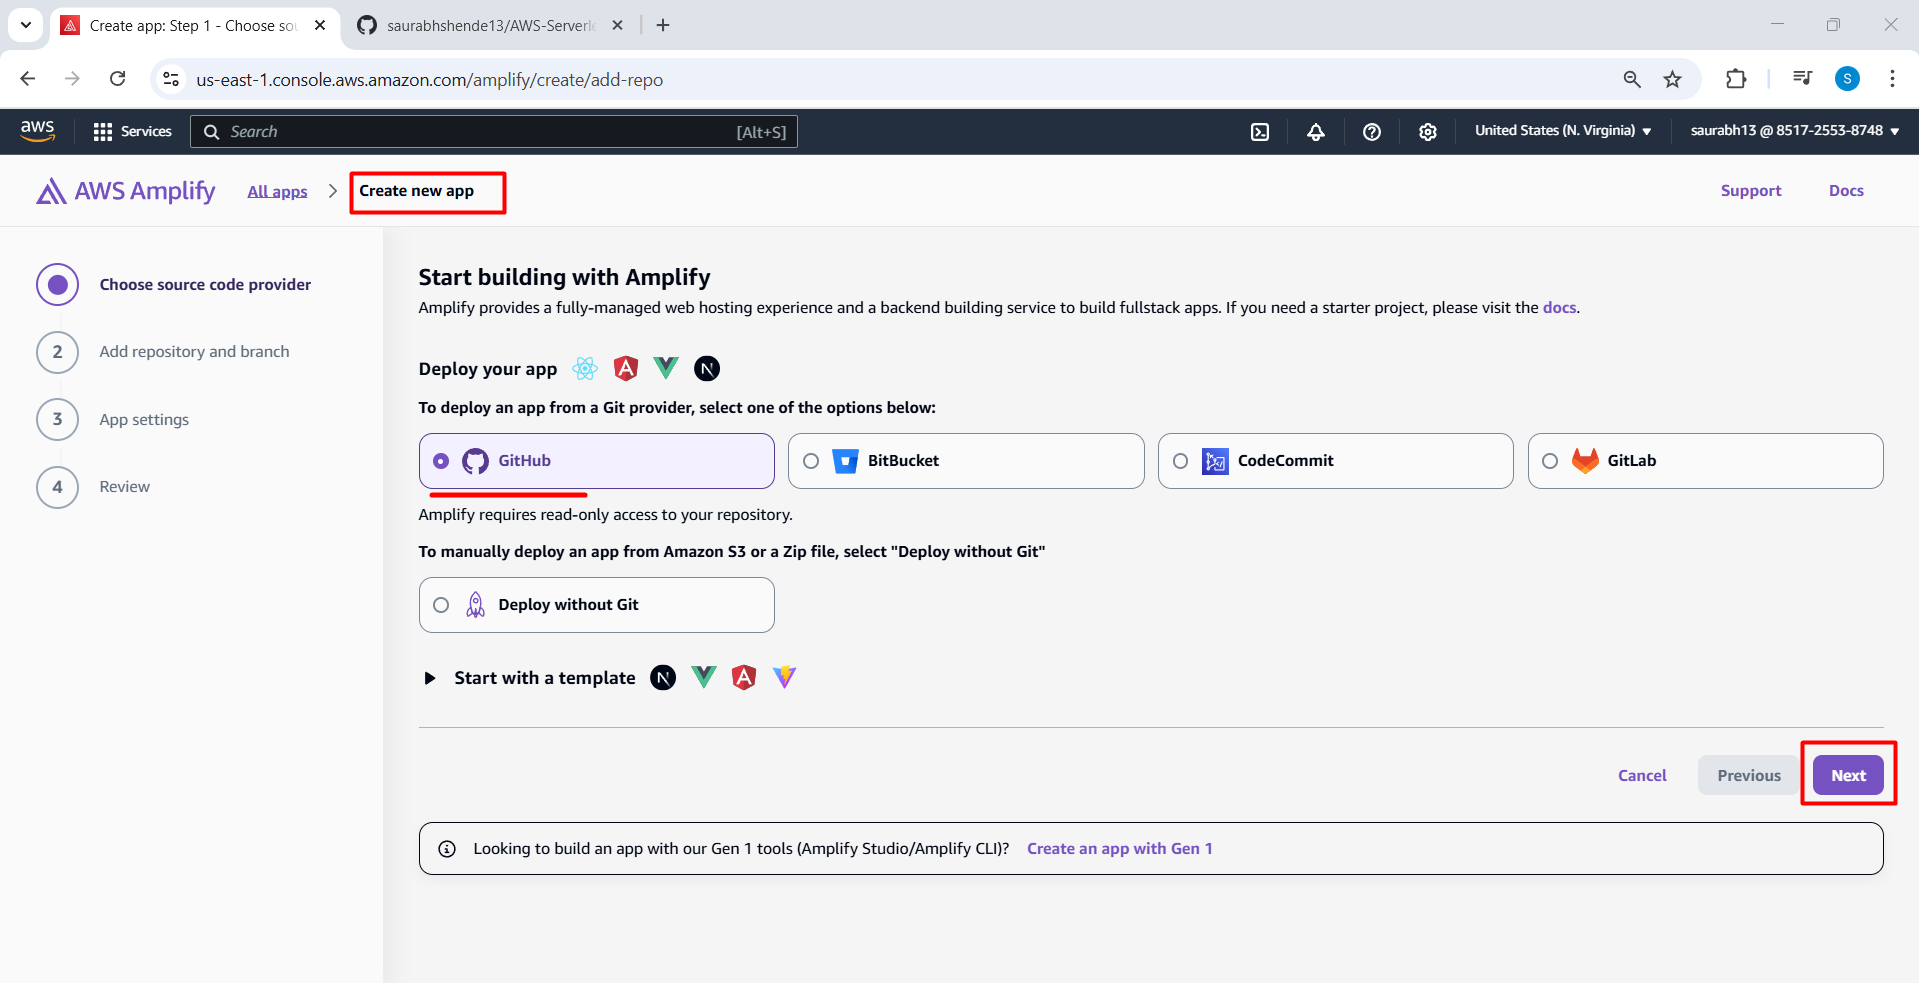 Create app: Step 1 - Choose sou
saurabhshende13/AWS-Serverle
us-east-1.console.aws.amazon.com/amplify/create/add-repo
S
aws
Services
Search
[Alt+S]
United States (N. Virginia)
saurabh13 @ 8517-2553-8748
AWS Amplify
All apps
Create new app
Support
Docs
Choose source code provider
2
Add repository and branch
3
App settings
4
Review
Start building with Amplify
Amplify provides a fully-managed web hosting experience and a backend building service to build fullstack apps. If you need a starter project, please visit the docs.
Deploy your app
To deploy an app from a Git provider, select one of the options below:
GitHub
BitBucket
CodeCommit
GitLab
Amplify requires read-only access to your repository.
To manually deploy an app from Amazon S3 or a Zip file, select "Deploy without Git"
Deploy without Git
Start with a template
Cancel
Previous
Next
Looking to build an app with our Gen 1 tools (Amplify Studio/Amplify CLI)? Create an app with Gen 1